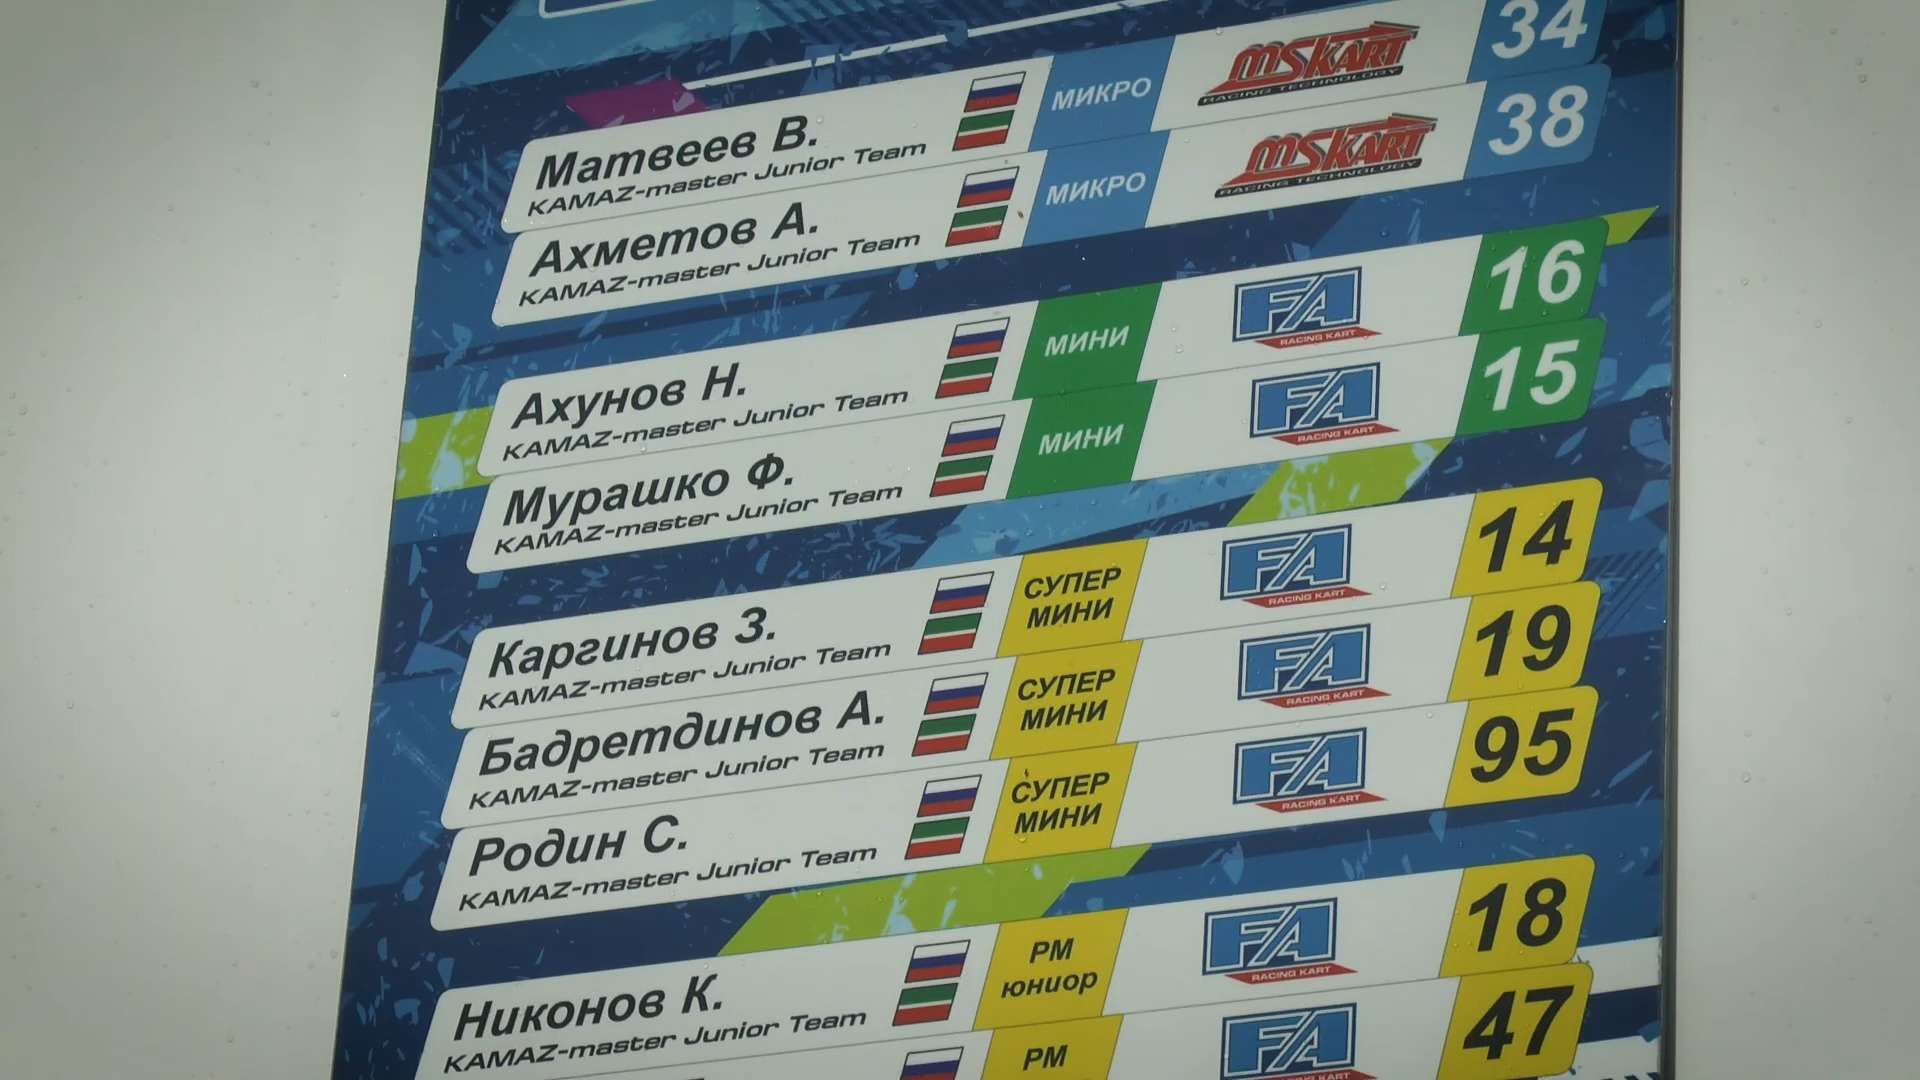 Матвеев В.
KAMAZ-master Junior Team
МИКРО
MSKART
RACING TECHNOLOGY
34
Ахметов А.
KAMAZ-master Junior Team
МИКРО
MSKART
RACING TECHNOLOGY
38
Ахунов Н.
KAMAZ-master Junior Team
МИНИ
FA
RACING KART
16
Мурашко Ф.
KAMAZ-master Junior Team
МИНИ
FA
RACING KART
15
Каргинов З.
KAMAZ-master Junior Team
СУПЕР
МИНИ
FA
RACING KART
14
Бадретдинов А.
KAMAZ-master Junior Team
СУПЕР
МИНИ
FA
RACING KART
19
Родин С.
KAMAZ-master Junior Team
СУПЕР
МИНИ
FA
RACING KART
95
Никонов К.
KAMAZ-master Junior Team
РМ
юниор
FA
RACING KART
18
РМ
FA
RACING KART
47